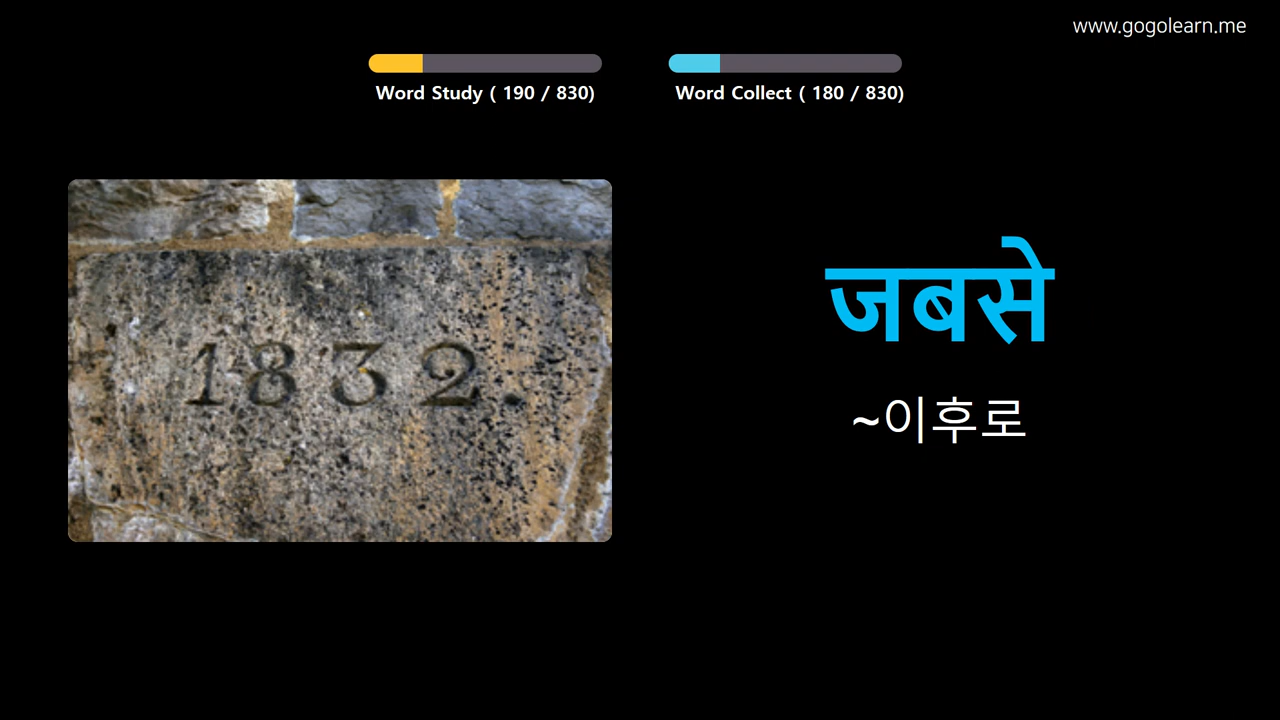 www.gogolearn.me
Word Study ( 190 / 830)
Word Collect ( 180 / 830)
1832.
जबसे
~이후로